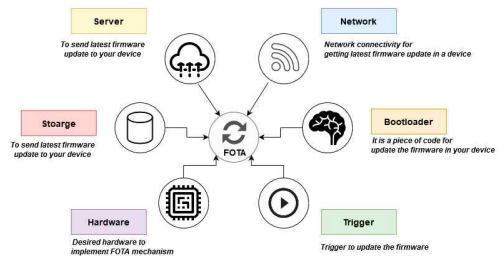 Server
To send latest firmware
update to your device
Network
Network connectivity for
getting latest firmware update in a device
Stoarge
To send latest firmware
update to your device
FOTA
Bootloader
It is a piece of code for
update the firmware in your device
Hardware
Desired hardware to
implement FOTA mechanism
Trigger
Trigger to update the firmware